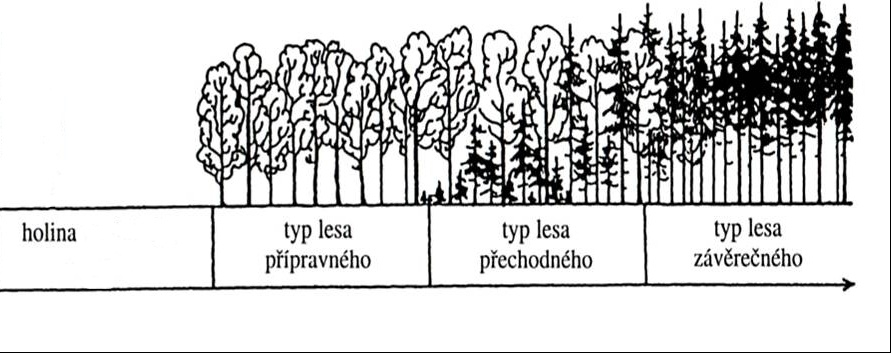 holina
typ lesa
přípravného
typ lesa
přechodného
typ lesa
závěrečného